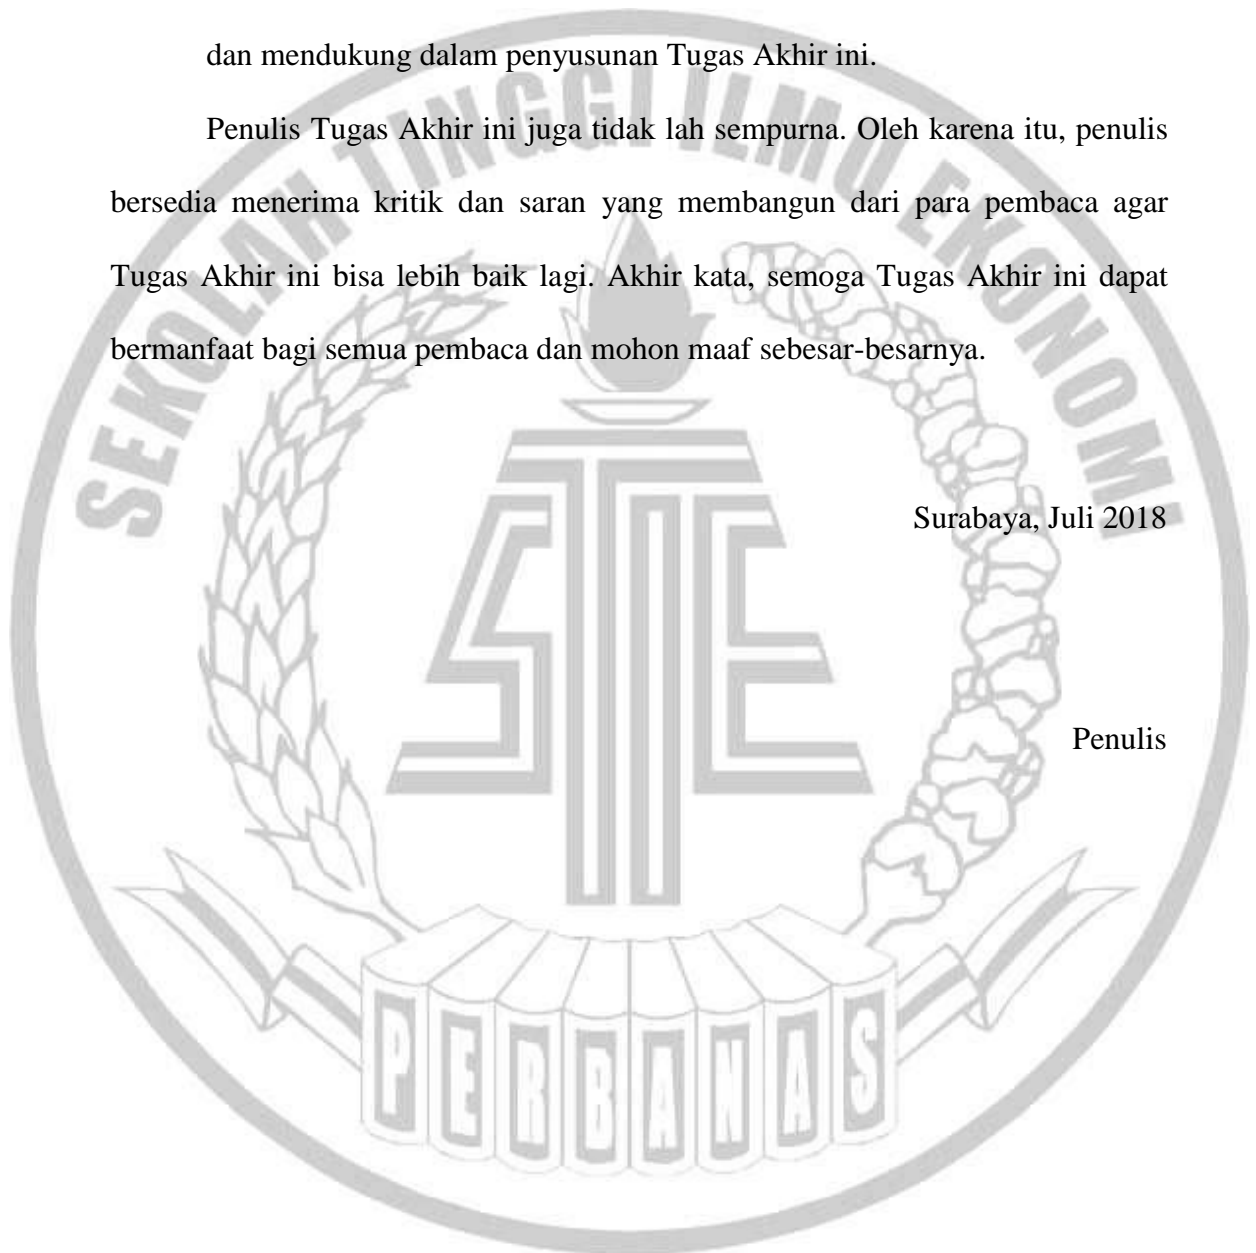 dan mendukung dalam penyusunan Tugas Akhir ini.
Penulis Tugas Akhir ini juga tidak lah sempurna. Oleh karena itu, penulis
bersedia menerima kritik dan saran yang membangun dari para pembaca agar
Tugas Akhir ini bisa lebih baik lagi. Akhir kata, semoga Tugas Akhir ini dapat
bermanfaat bagi semua pembaca dan mohon maaf sebesar-besarnya.
Surabaya, Juli 2018
Penulis
SEKOLAH TINGGI ILMU EKONOMI
STIE
PERBANAS